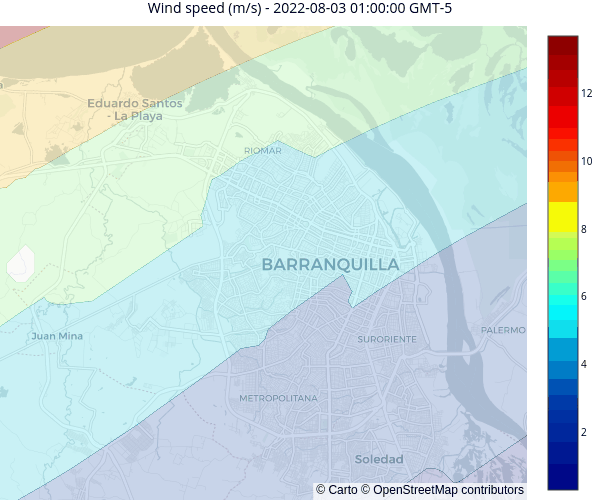 Wind speed (m/s) - 2022-08-03 01:00:00 GMT-5
Eduardo Santos
- La Playa
RIOMAR
BARRANQUILLA
Juan Mina
SURORIENTE
PALERMO
METROPOLITANA
Soledad
© Carto © OpenStreetMap contributors
12
10
8
6
4
2